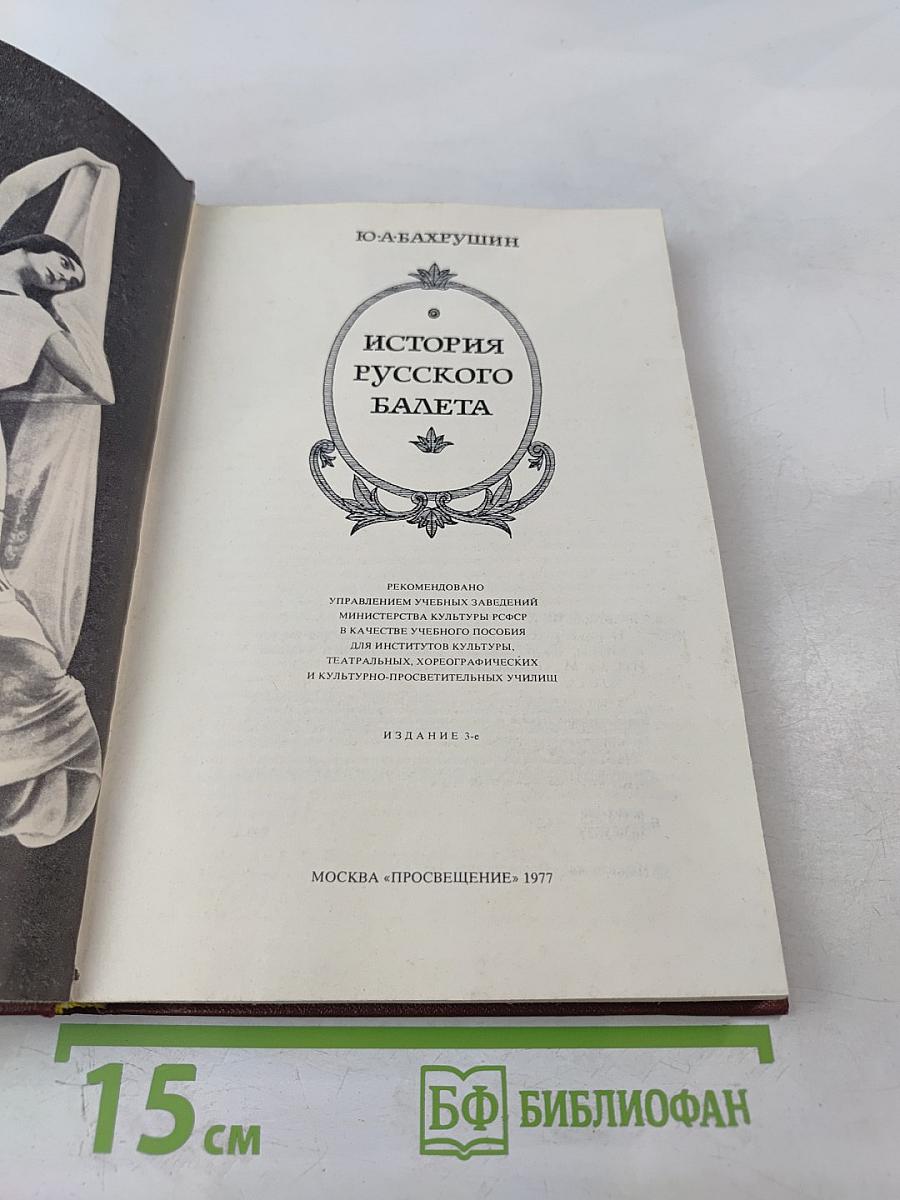 Ю·А·БАХРУШИН
ИСТОРИЯ
РУССКОГО
БАЛЕТА
РЕКОМЕНДОВАНО
УПРАВЛЕНИЕМ УЧЕБНЫХ ЗАВЕДЕНИЙ
МИНИСТЕРСТВА КУЛЬТУРЫ РСФСР
В КАЧЕСТВЕ УЧЕБНОГО ПОСОБИЯ
ДЛЯ ИНСТИТУТОВ КУЛЬТУРЫ,
ТЕАТРАЛЬНЫХ, ХОРЕОГРАФИЧЕСКИХ
И КУЛЬТУРНО-ПРОСВЕТИТЕЛЬНЫХ УЧИЛИЩ
ИЗДАНИЕ 3-е
МОСКВА «ПРОСВЕЩЕНИЕ» 1977
15 см
БФ БИБЛИОФАН